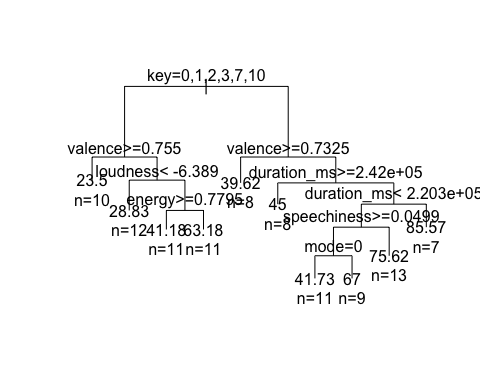 key=0,1,2,3,7,10
valence>=0.755
valence>=0.7325
loudness< -6.389
duration_ms>=2.42e+05
23.5
n=10
energy>=0.7795
39.62
n=8
duration_ms< 2.203e+05
28.83
n=12
45
n=8
speechiness>=0.0499
41.18
n=11
63.18
n=11
85.57
n=7
mode=0
75.62
n=13
41.73
n=11
67
n=9